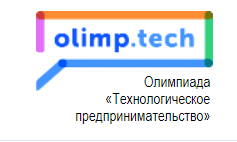 olimp.tech
Олимпиада
«Технологическое
предпринимательство»